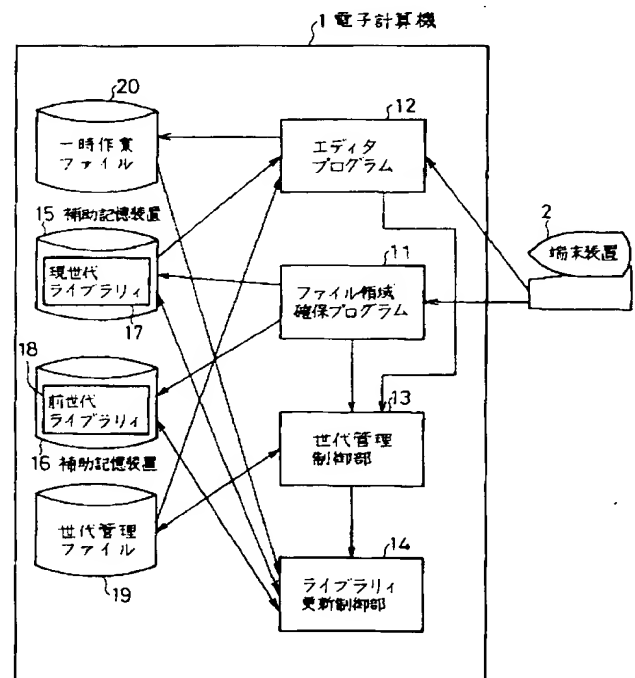 1 電子計算機
20
一時作業
ファイル
12
エディタ
プログラム
2
端末装置
15 補助記憶装置
現世代
ライブラリィ
17
11
ファイル領域
確保プログラム
18
前世代
ライブラリィ
16 補助記憶装置
13
世代管理
制御部
世代管理
ファイル
19
14
ライブラリィ
更新制御部